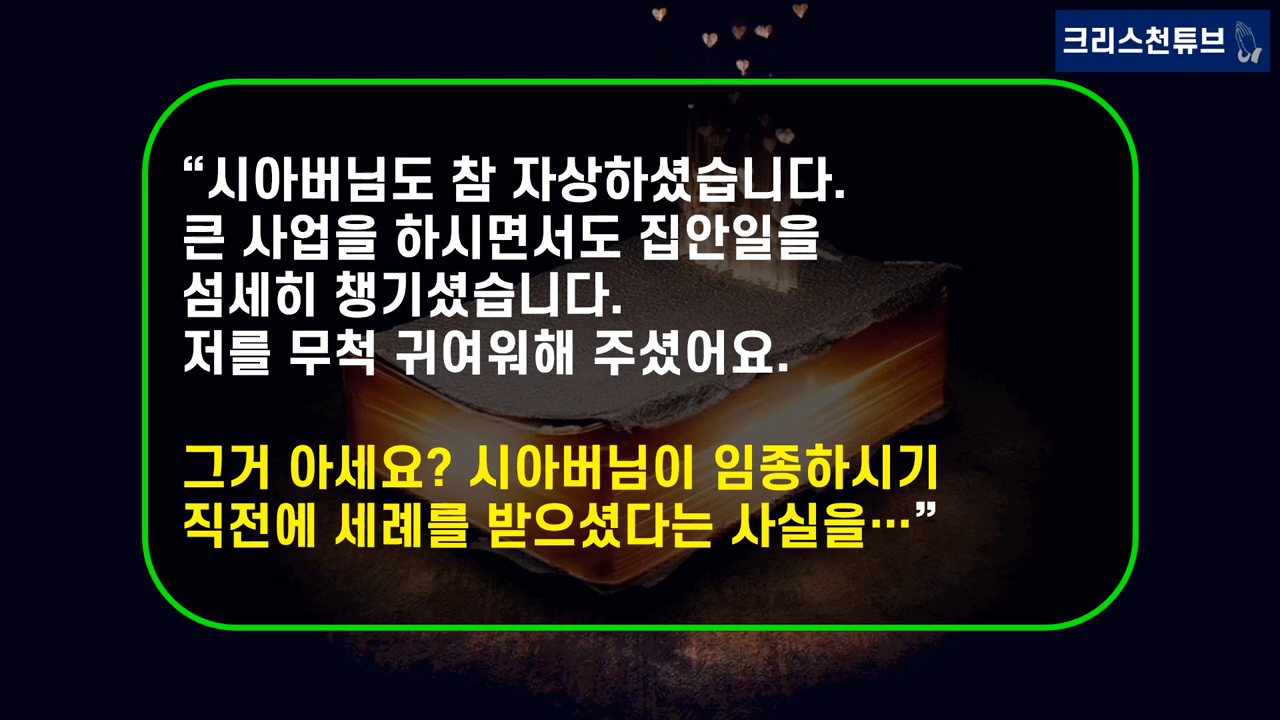 크리스천튜브
“시아버님도 참 자상하셨습니다.
큰 사업을 하시면서도 집안일을
섬세히 챙기셨습니다.
저를 무척 귀여워해 주셨어요.
그거 아세요? 시아버님이 임종하시기
직전에 세례를 받으셨다는 사실을…”